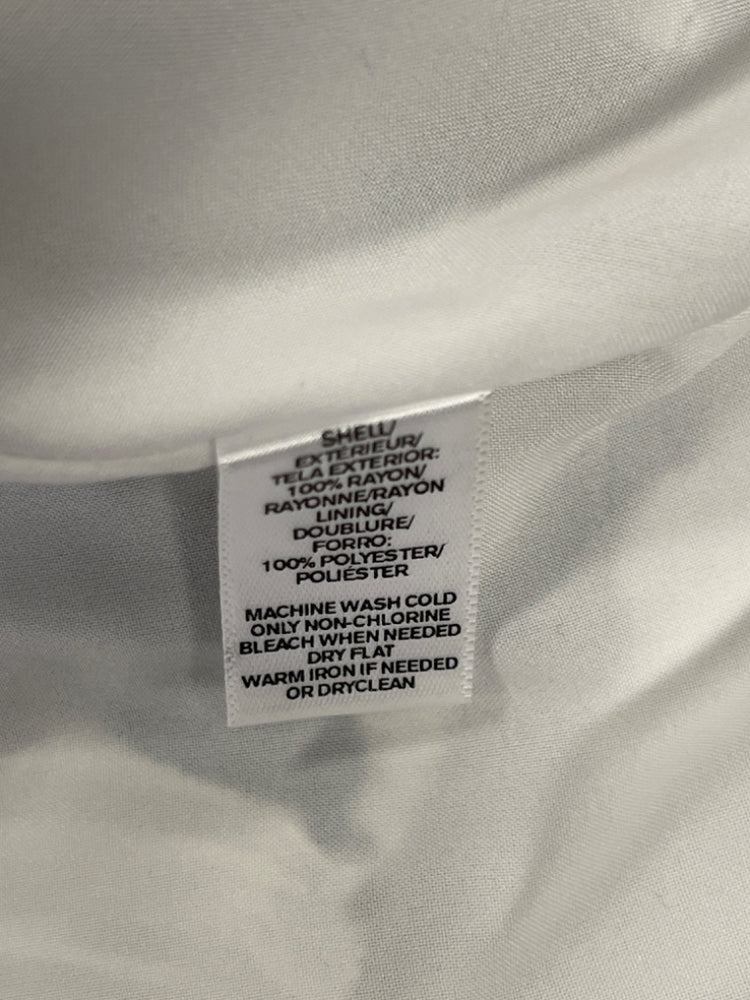 SHELL/
EXTÉRIEUR/
TELA EXTERIOR:
100% RAYON/
RAYONNE/RAYÓN
LINING/
DOUBLURE/
FORRO:
100% POLYESTER/
POLIÉSTER
MACHINE WASH COLD
ONLY NON-CHLORINE
BLEACH WHEN NEEDED
DRY FLAT
WARM IRON IF NEEDED
OR DRYCLEAN